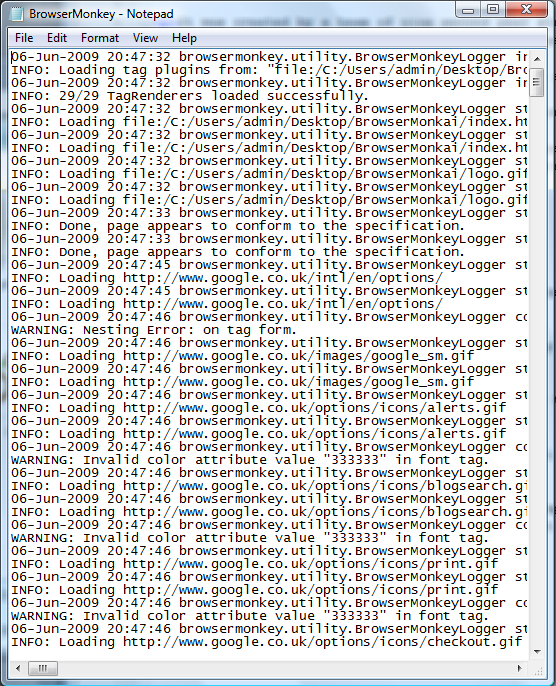 BrowserMonkey - Notepad
File Edit Format View Help
06-Jun-2009 20:47:32 browsermonkey.utility.BrowserMonkeyLogger in
INFO: Loading tag plugins from: "file:/C:/Users/admin/Desktop/Bro
06-Jun-2009 20:47:32 browsermonkey.utility.BrowserMonkeyLogger in
INFO: 29/29 TagRenderers loaded successfully.
06-Jun-2009 20:47:32 browsermonkey.utility.BrowserMonkeyLogger st
INFO: Loading file:/C:/Users/admin/Desktop/BrowserMonkai/index.ht
06-Jun-2009 20:47:32 browsermonkey.utility.BrowserMonkeyLogger st
INFO: Loading file:/C:/Users/admin/Desktop/BrowserMonkai/index.ht
06-Jun-2009 20:47:32 browsermonkey.utility.BrowserMonkeyLogger st
INFO: Loading file:/C:/Users/admin/Desktop/BrowserMonkai/logo.gif
06-Jun-2009 20:47:32 browsermonkey.utility.BrowserMonkeyLogger st
INFO: Loading file:/C:/Users/admin/Desktop/BrowserMonkai/logo.gif
06-Jun-2009 20:47:33 browsermonkey.utility.BrowserMonkeyLogger st
INFO: Done, page appears to conform to the specification.
06-Jun-2009 20:47:33 browsermonkey.utility.BrowserMonkeyLogger st
INFO: Done, page appears to conform to the specification.
06-Jun-2009 20:47:45 browsermonkey.utility.BrowserMonkeyLogger st
INFO: Loading http://www.google.co.uk/intl/en/options/
06-Jun-2009 20:47:45 browsermonkey.utility.BrowserMonkeyLogger st
INFO: Loading http://www.google.co.uk/intl/en/options/
06-Jun-2009 20:47:46 browsermonkey.utility.BrowserMonkeyLogger co
WARNING: Nesting Error: on tag form.
06-Jun-2009 20:47:46 browsermonkey.utility.BrowserMonkeyLogger st
INFO: Loading http://www.google.co.uk/images/google_sm.gif
06-Jun-2009 20:47:46 browsermonkey.utility.BrowserMonkeyLogger st
INFO: Loading http://www.google.co.uk/images/google_sm.gif
06-Jun-2009 20:47:46 browsermonkey.utility.BrowserMonkeyLogger st
INFO: Loading http://www.google.co.uk/options/icons/alerts.gif
06-Jun-2009 20:47:46 browsermonkey.utility.BrowserMonkeyLogger st
INFO: Loading http://www.google.co.uk/options/icons/alerts.gif
06-Jun-2009 20:47:46 browsermonkey.utility.BrowserMonkeyLogger co
WARNING: Invalid color attribute value "333333" in font tag.
06-Jun-2009 20:47:46 browsermonkey.utility.BrowserMonkeyLogger st
INFO: Loading http://www.google.co.uk/options/icons/blogsearch.gi
06-Jun-2009 20:47:46 browsermonkey.utility.BrowserMonkeyLogger st
INFO: Loading http://www.google.co.uk/options/icons/blogsearch.gi
06-Jun-2009 20:47:46 browsermonkey.utility.BrowserMonkeyLogger co
WARNING: Invalid color attribute value "333333" in font tag.
06-Jun-2009 20:47:46 browsermonkey.utility.BrowserMonkeyLogger st
INFO: Loading http://www.google.co.uk/options/icons/print.gif
06-Jun-2009 20:47:46 browsermonkey.utility.BrowserMonkeyLogger st
INFO: Loading http://www.google.co.uk/options/icons/print.gif
06-Jun-2009 20:47:46 browsermonkey.utility.BrowserMonkeyLogger co
WARNING: Invalid color attribute value "333333" in font tag.
06-Jun-2009 20:47:46 browsermonkey.utility.BrowserMonkeyLogger st
INFO: Loading http://www.google.co.uk/options/icons/checkout.gif